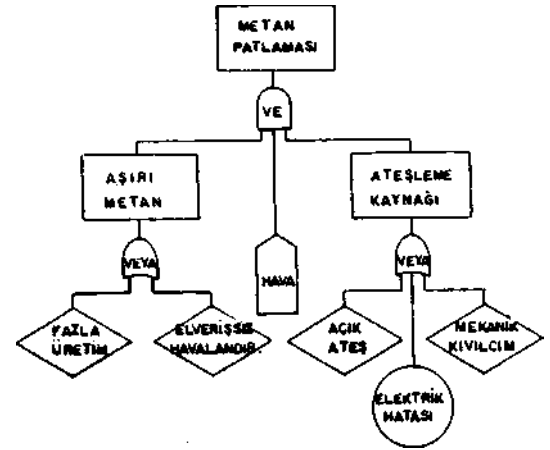 METAN
PATLAMASI
VE
AŞIRI
METAN
ATEŞLEME
KAYNAĞI
VEYA
HAVA
VEYA
FAZLA
ÜRETİM
ELVERİŞSİZ
HAVALANDIR.
AÇIK
ATEŞ
MEKANİK
KIVILCIM
ELEKTRİK
HATASI